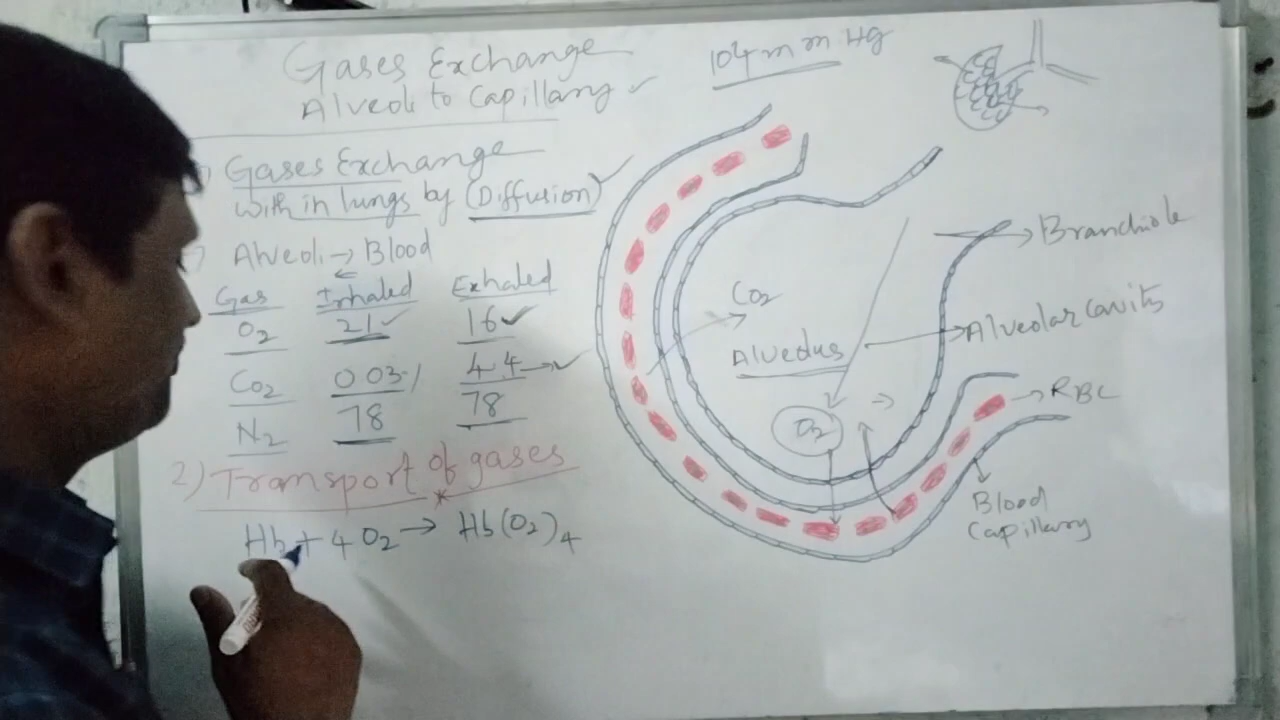 Gases Exchange
Alveoli to Capillary
104 mm Hg
Gases Exchange
with in lungs by (Diffusion)
Alveoli → Blood
←
Gas Inhaled Exhaled
O2 21 16
CO2 0 03 4.4
N2 78 78
2) Transport of gases
Hb + 4O2 → Hb(O2)4
CO2
Alveolus
O2
Branchiole
Alveolar cavity
RBC
Blood
Capillary